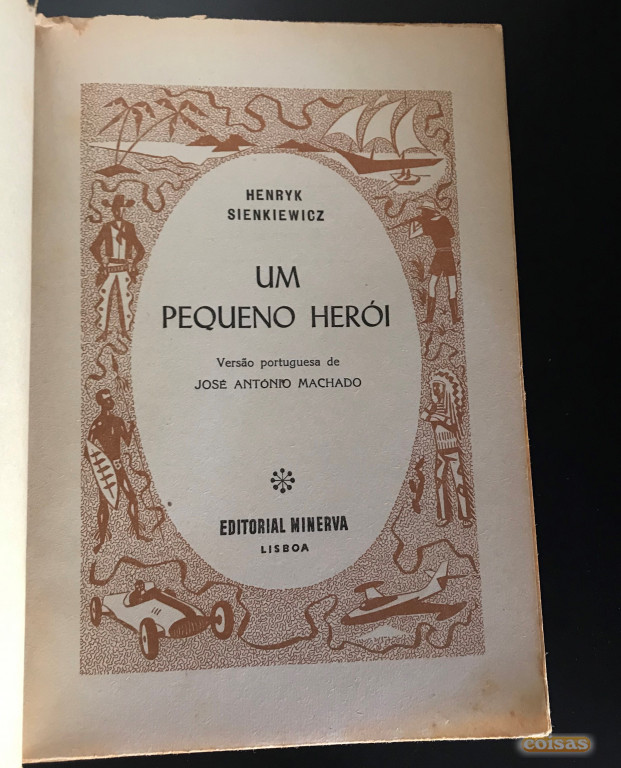 HENRYK
SIENKIEWICZ
UM
PEQUENO HERÓI
Versão portuguesa de
JOSÉ ANTÓNIO MACHADO
EDITORIAL MINERVA
LISBOA
coisas